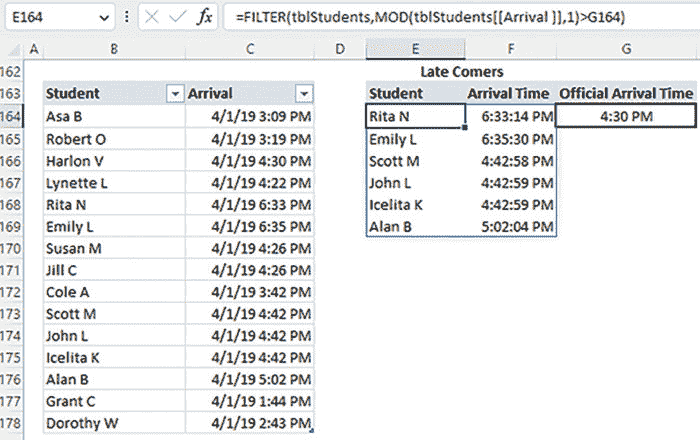 E164 fx =FILTER(tblStudents,MOD(tblStudents[[Arrival ]],1)>G164)
A B C D E F G
162 Late Comers
163 Student Arrival Student Arrival Time Official Arrival Time
164 Asa B 4/1/19 3:09 PM Rita N 6:33:14 PM 4:30 PM
165 Robert O 4/1/19 3:19 PM Emily L 6:35:30 PM
166 Harlon V 4/1/19 4:30 PM Scott M 4:42:58 PM
167 Lynette L 4/1/19 4:22 PM John L 4:42:59 PM
168 Rita N 4/1/19 6:33 PM Icelita K 4:42:59 PM
169 Emily L 4/1/19 6:35 PM Alan B 5:02:04 PM
170 Susan M 4/1/19 4:26 PM
171 Jill C 4/1/19 4:26 PM
172 Cole A 4/1/19 3:42 PM
173 Scott M 4/1/19 4:42 PM
174 John L 4/1/19 4:42 PM
175 Icelita K 4/1/19 4:42 PM
176 Alan B 4/1/19 5:02 PM
177 Grant C 4/1/19 1:44 PM
178 Dorothy W 4/1/19 2:43 PM